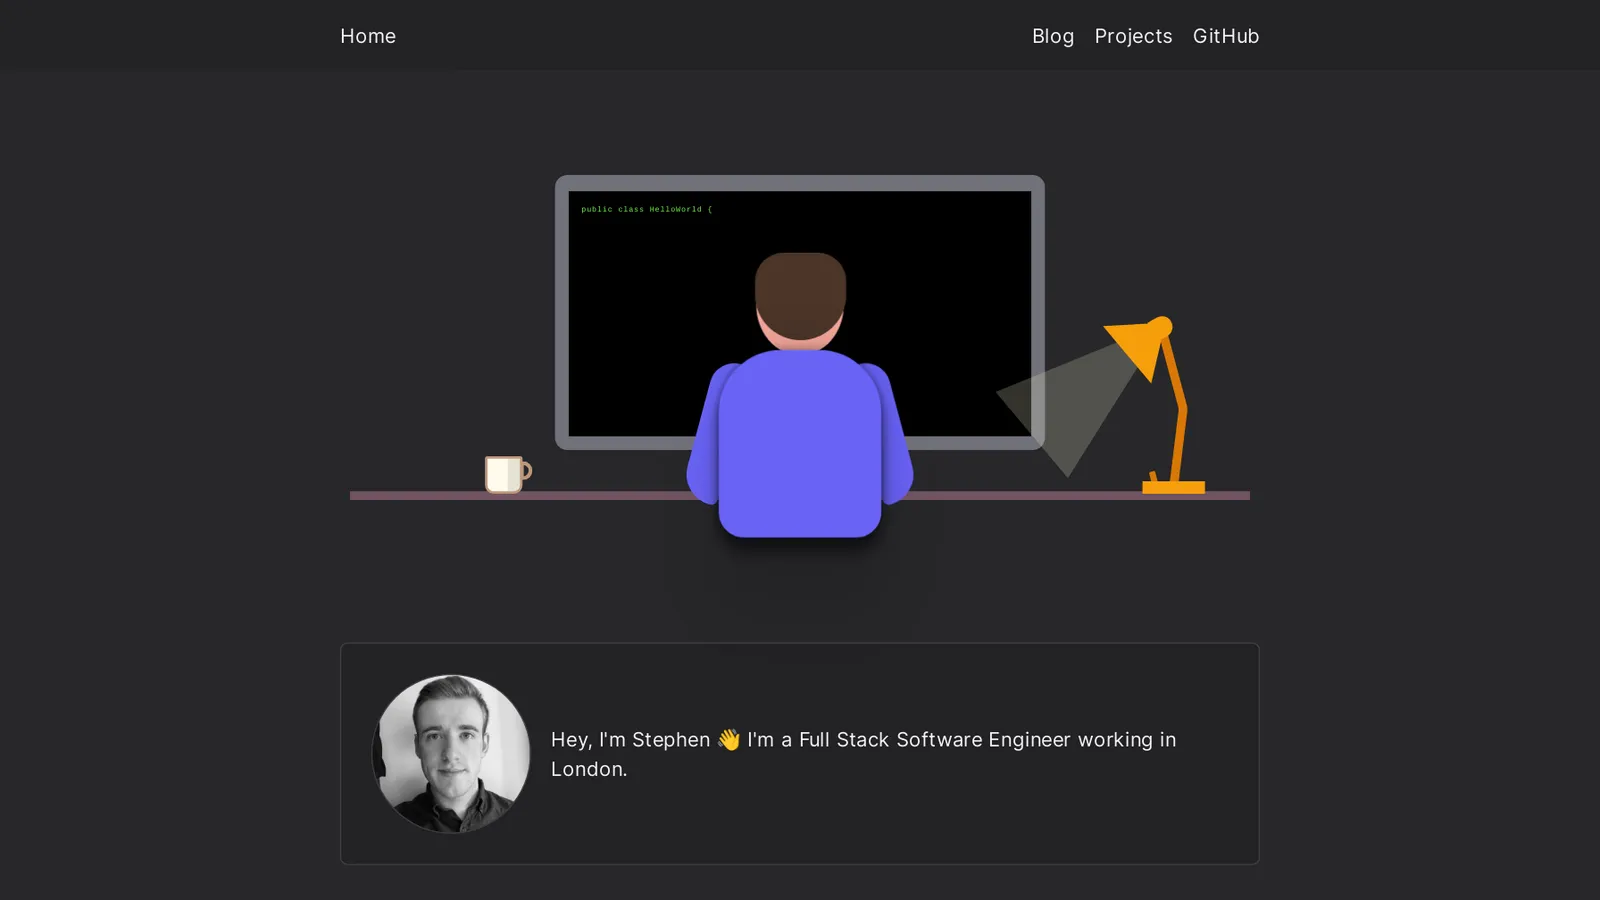 Home
Blog Projects GitHub
public class HelloWorld {
Hey, I'm Stephen 👋 I'm a Full Stack Software Engineer working in
London.